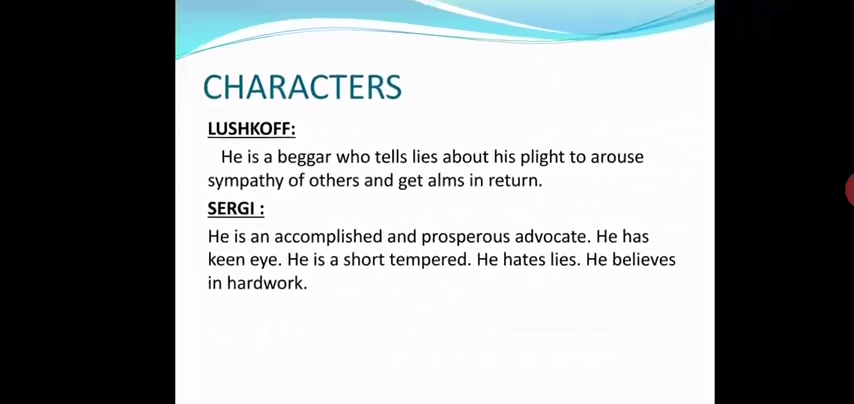 CHARACTERS
LUSHKOFF:
He is a beggar who tells lies about his plight to arouse
sympathy of others and get alms in return.
SERGI :
He is an accomplished and prosperous advocate. He has
keen eye. He is a short tempered. He hates lies. He believes
in hardwork.